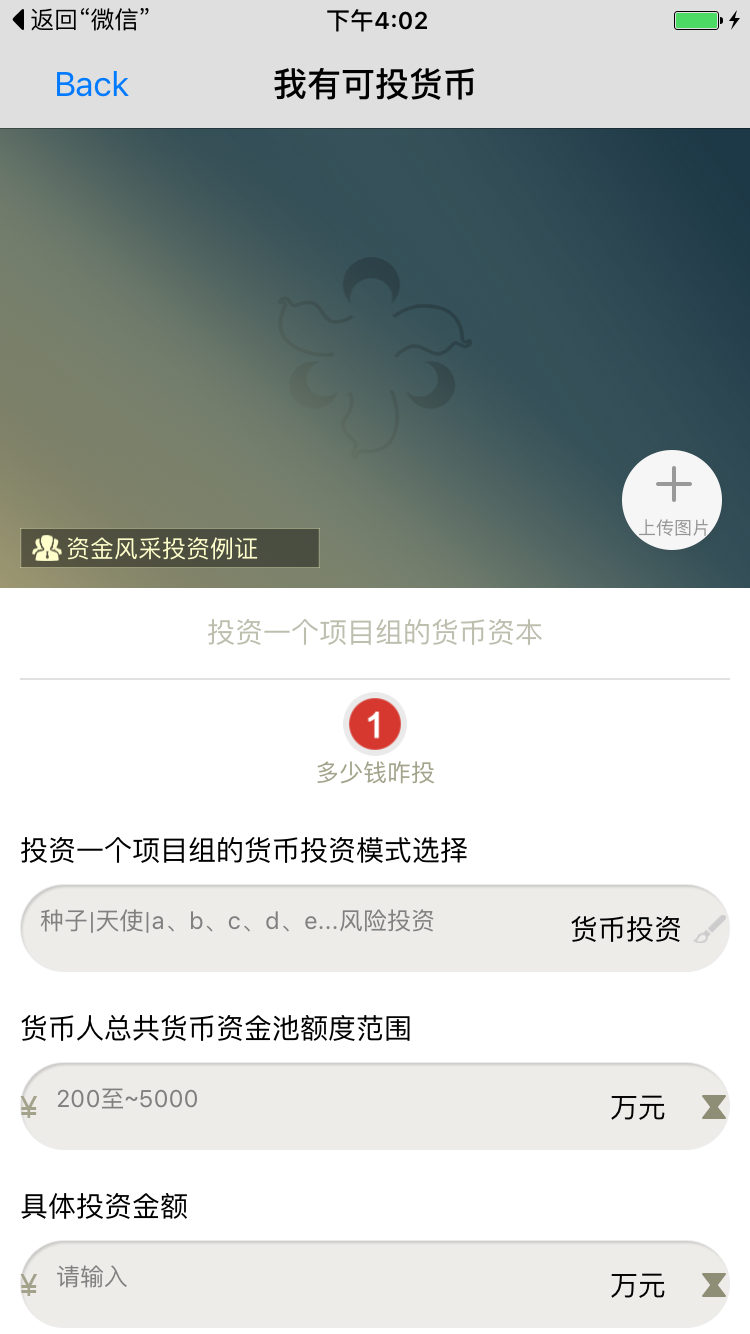 返回“微信”
下午4:02
Back
我有可投货币
上传图片
资金风采投资例证
投资一个项目组的货币资本
1
多少钱咋投
投资一个项目组的货币投资模式选择
种子|天使|a、b、c、d、e...风险投资 货币投资
货币人总共货币资金池额度范围
¥ 200至~5000 万元
具体投资金额
¥ 请输入 万元